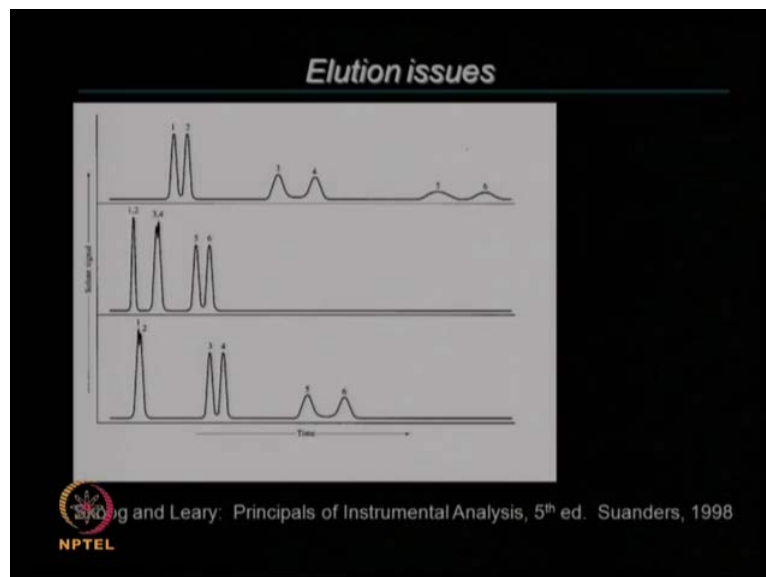 Elution issues
1 2
3 4
5 6
1,2 3,4
5 6
Solute signal
1 2
3 4
5 6
Time
Skoog and Leary: Principals of Instrumental Analysis, 5th ed. Suanders, 1998
NPTEL